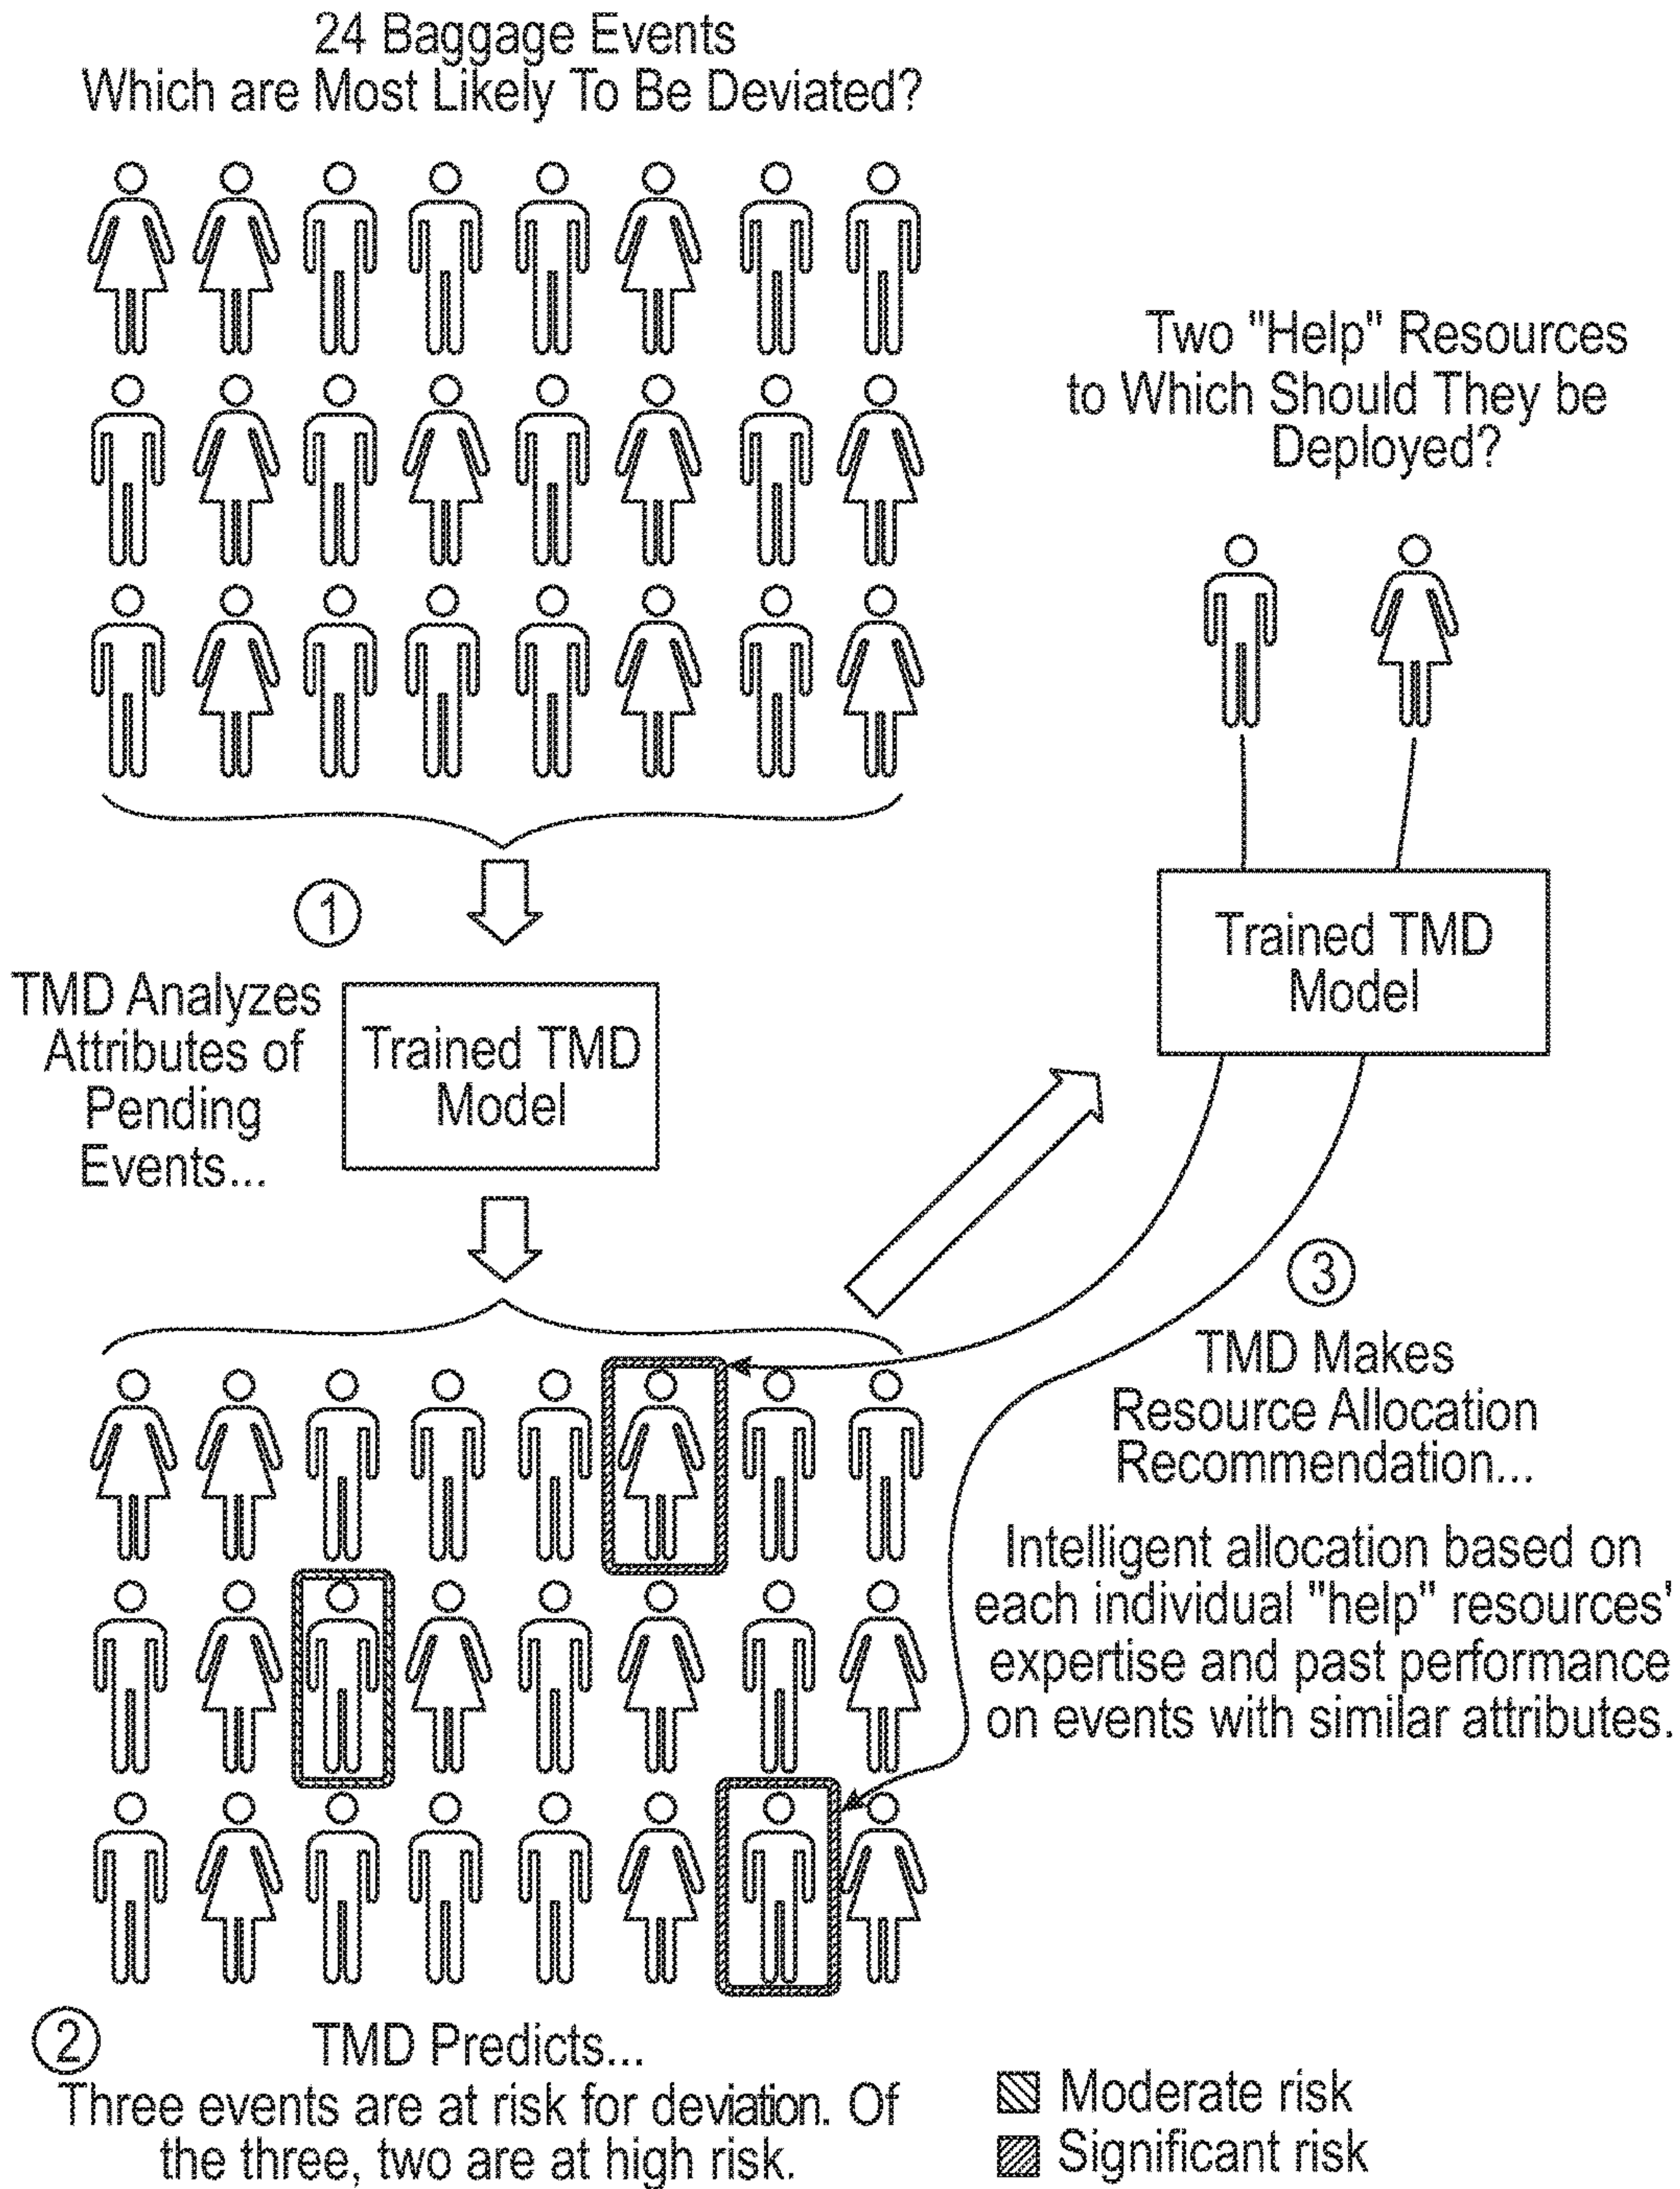 24 Baggage Events
Which are Most Likely To Be Deviated?
Two "Help" Resources
to Which Should They be
Deployed?
1
TMD Analyzes
Attributes of
Pending
Events...
Trained TMD
Model
Trained TMD
Model
3
TMD Makes
Resource Allocation
Recommendation...
Intelligent allocation based on
each individual "help" resources'
expertise and past performance
on events with similar attributes.
2
TMD Predicts...
Three events are at risk for deviation. Of
the three, two are at high risk.
Moderate risk
Significant risk